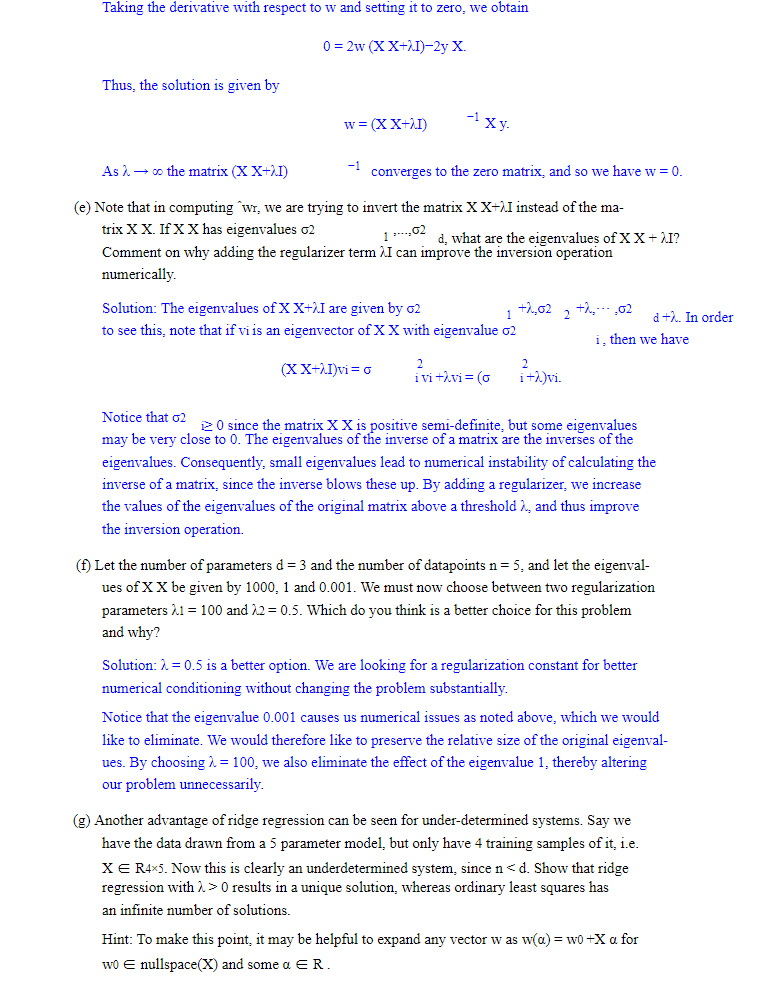 Taking the derivative with respect to w and setting it to zero, we obtain
0 = 2w (X X+λI)−2y X.
Thus, the solution is given by
w = (X X+λI) −1 X y.
As λ → ∞ the matrix (X X+λI) −1 converges to the zero matrix, and so we have w = 0.
(e) Note that in computing ˆwr, we are trying to invert the matrix X X+λI instead of the ma-
trix X X. If X X has eigenvalues σ2 1 ,...,σ2 d, what are the eigenvalues of X X + λI?
Comment on why adding the regularizer term λI can improve the inversion operation
numerically.
Solution: The eigenvalues of X X+λI are given by σ2 1 +λ,σ2 2 +λ,··· ,σ2 d +λ. In order
to see this, note that if vi is an eigenvector of X X with eigenvalue σ2 i , then we have
(X X+λI)vi = σ 2 i vi +λvi = (σ 2 i +λ)vi.
Notice that σ2 i ≥ 0 since the matrix X X is positive semi-definite, but some eigenvalues
may be very close to 0. The eigenvalues of the inverse of a matrix are the inverses of the
eigenvalues. Consequently, small eigenvalues lead to numerical instability of calculating the
inverse of a matrix, since the inverse blows these up. By adding a regularizer, we increase
the values of the eigenvalues of the original matrix above a threshold λ, and thus improve
the inversion operation.
(f) Let the number of parameters d = 3 and the number of datapoints n = 5, and let the eigenval-
ues of X X be given by 1000, 1 and 0.001. We must now choose between two regularization
parameters λ1 = 100 and λ2 = 0.5. Which do you think is a better choice for this problem
and why?
Solution: λ = 0.5 is a better option. We are looking for a regularization constant for better
numerical conditioning without changing the problem substantially.
Notice that the eigenvalue 0.001 causes us numerical issues as noted above, which we would
like to eliminate. We would therefore like to preserve the relative size of the original eigenval-
ues. By choosing λ = 100, we also eliminate the effect of the eigenvalue 1, thereby altering
our problem unnecessarily.
(g) Another advantage of ridge regression can be seen for under-determined systems. Say we
have the data drawn from a 5 parameter model, but only have 4 training samples of it, i.e.
X ∈ R4×5. Now this is clearly an underdetermined system, since n < d. Show that ridge
regression with λ > 0 results in a unique solution, whereas ordinary least squares has
an infinite number of solutions.
Hint: To make this point, it may be helpful to expand any vector w as w(α) = w0 +X α for
w0 ∈ nullspace(X) and some α ∈ R .